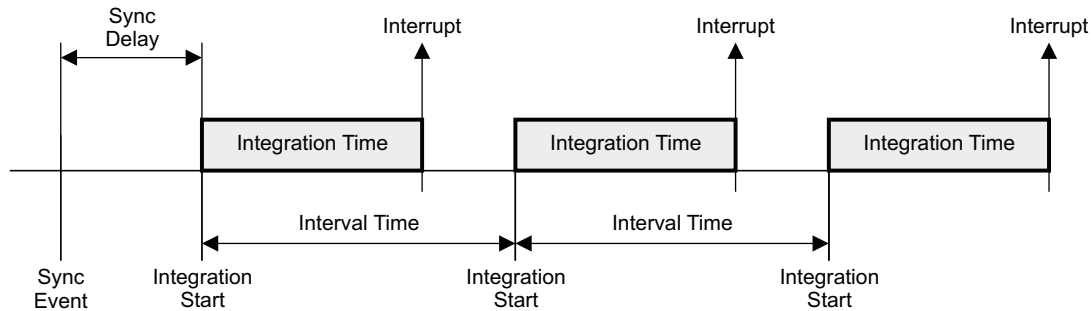 Sync
Delay
Interrupt
Interrupt
Interrupt
Integration Time
Integration Time
Integration Time
Interval Time
Interval Time
Sync
Event
Integration
Start
Integration
Start
Integration
Start